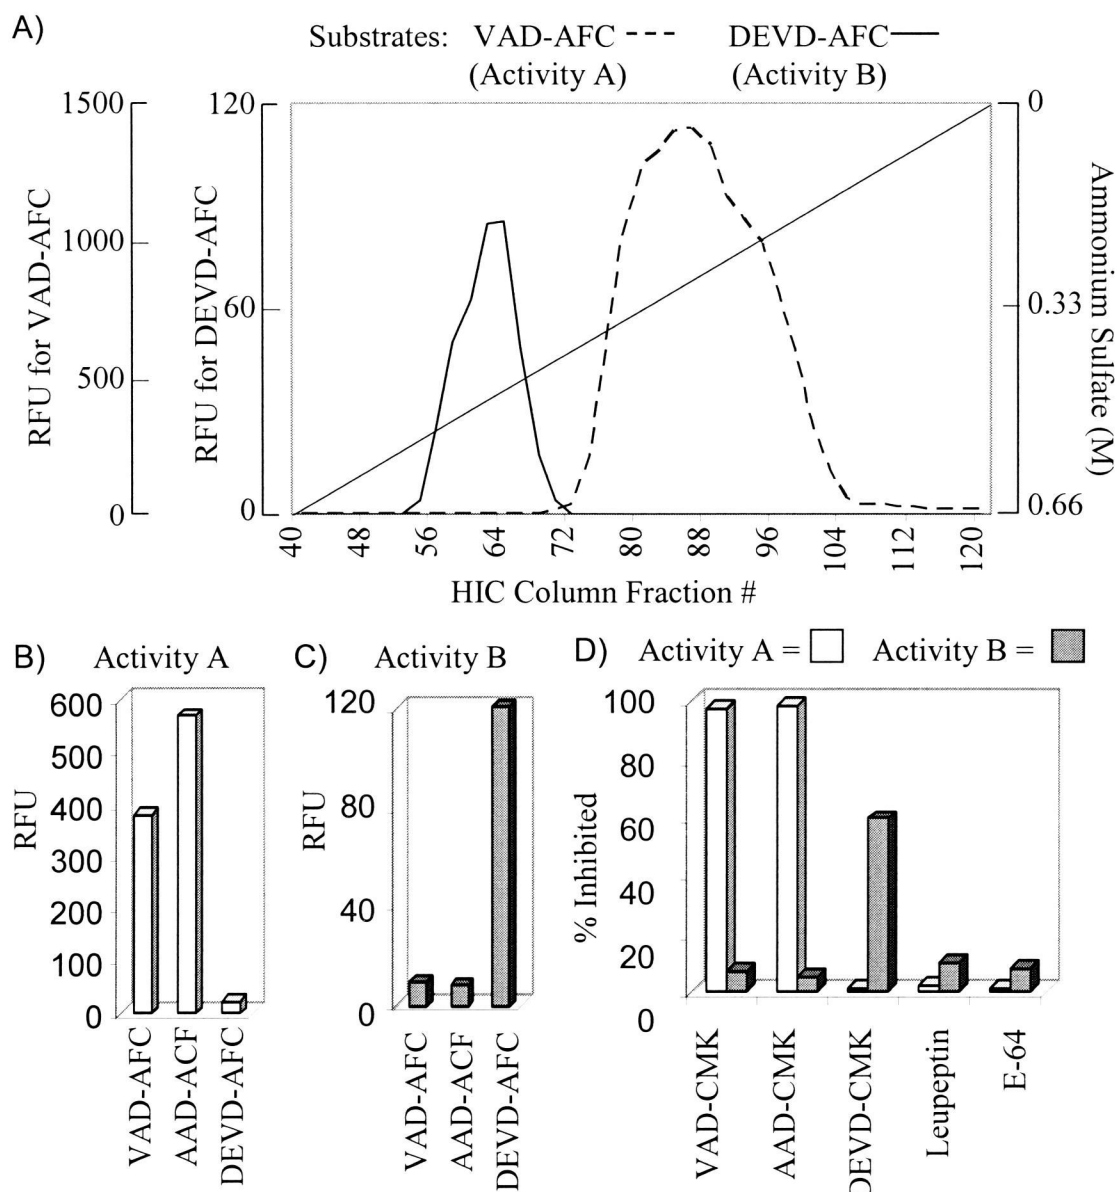 A)
Substrates: VAD-AFC DEVD-AFC
(Activity A) (Activity B)
1500
1000
500
0
RFU for VAD-AFC
120
60
0
RFU for DEVD-AFC
0
0.33
0.66
Ammonium Sulfate (M)
40 48 56 64 72 80 88 96 104 112 120
HIC Column Fraction #
B) Activity A
600
500
400
300
200
100
0
RFU
VAD-AFC
AAD-ACF
DEVD-AFC
C) Activity B
120
80
40
0
RFU
VAD-AFC
AAD-ACF
DEVD-AFC
D) Activity A = Activity B =
100
80
60
40
20
0
% Inhibited
VAD-CMK
AAD-CMK
DEVD-CMK
Leupeptin
E-64